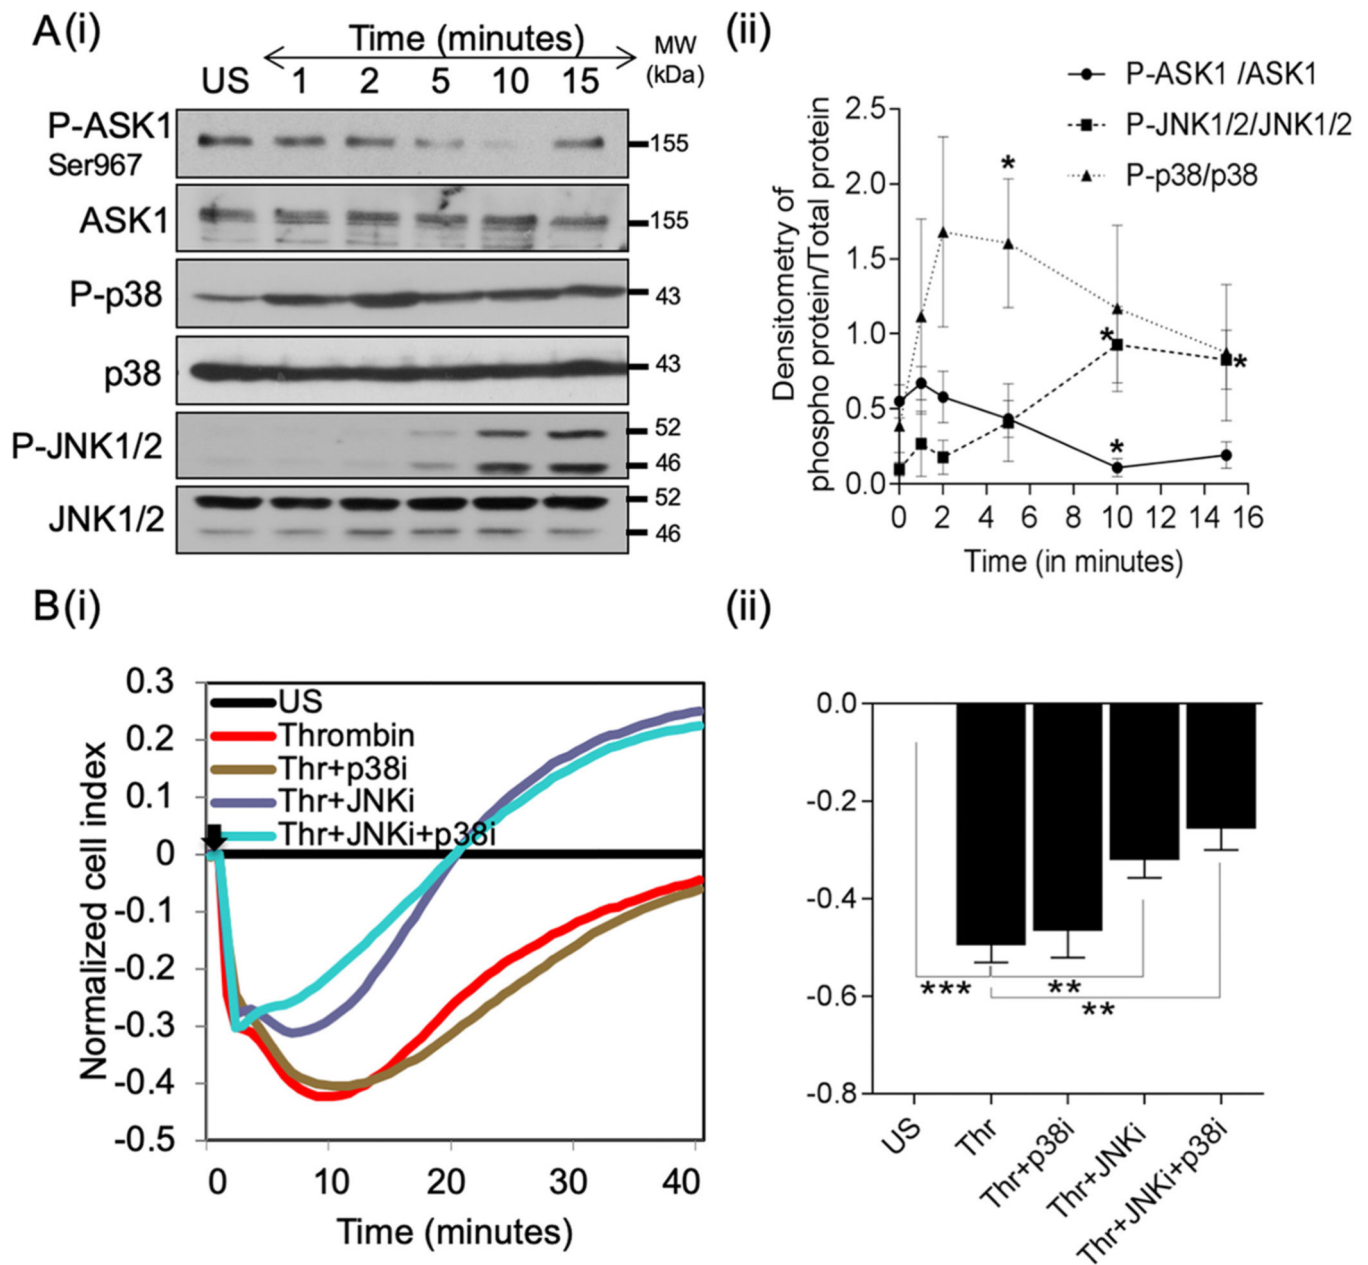 A(i)
Time (minutes)
MW
(kDa)
US 1 2 5 10 15
P-ASK1
Ser967
155
ASK1
155
P-p38
43
p38
43
P-JNK1/2
52
46
JNK1/2
52
46
(ii)
P-ASK1 /ASK1
P-JNK1/2/JNK1/2
P-p38/p38
Densitometry of
phospho protein/Total protein
2.5
2.0
1.5
1.0
0.5
0.0
*
*
*
*
0 2 4 6 8 10 12 14 16
Time (in minutes)
B(i)
Normalized cell index
0.3
0.2
0.1
0
-0.1
-0.2
-0.3
-0.4
-0.5
US
Thrombin
Thr+p38i
Thr+JNKi
Thr+JNKi+p38i
0 10 20 30 40
Time (minutes)
(ii)
0.0
-0.2
-0.4
-0.6
-0.8
***
**
**
US
Thr
Thr+p38i
Thr+JNKi
Thr+JNKi+p38i